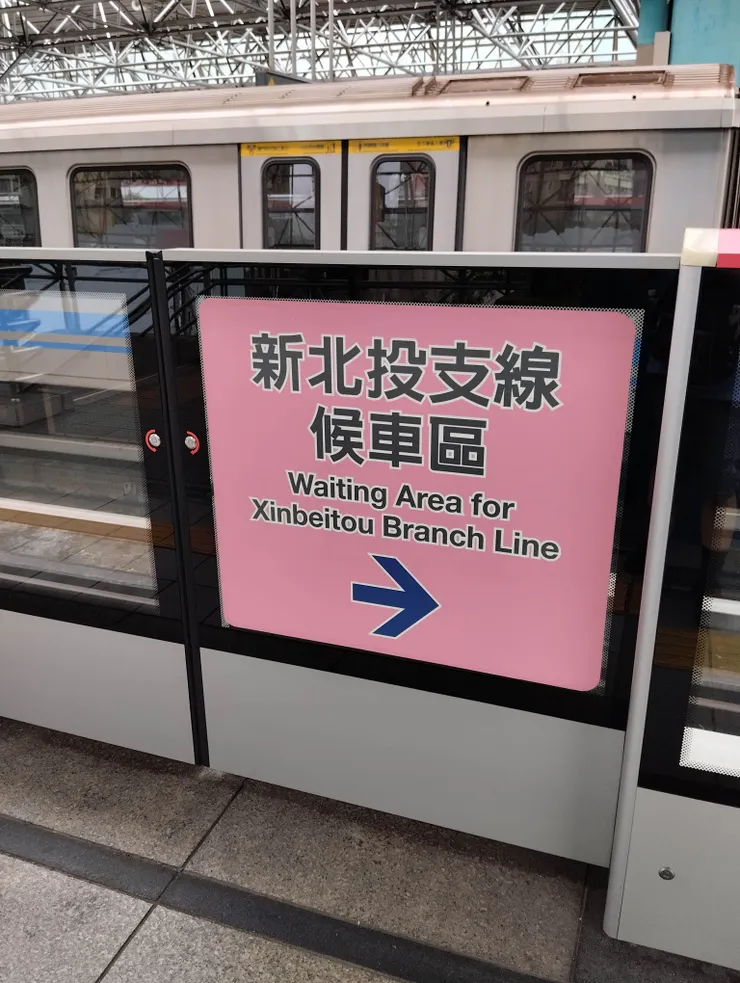 新北投支線
候車區
Waiting Area for
Xinbeitou Branch Line